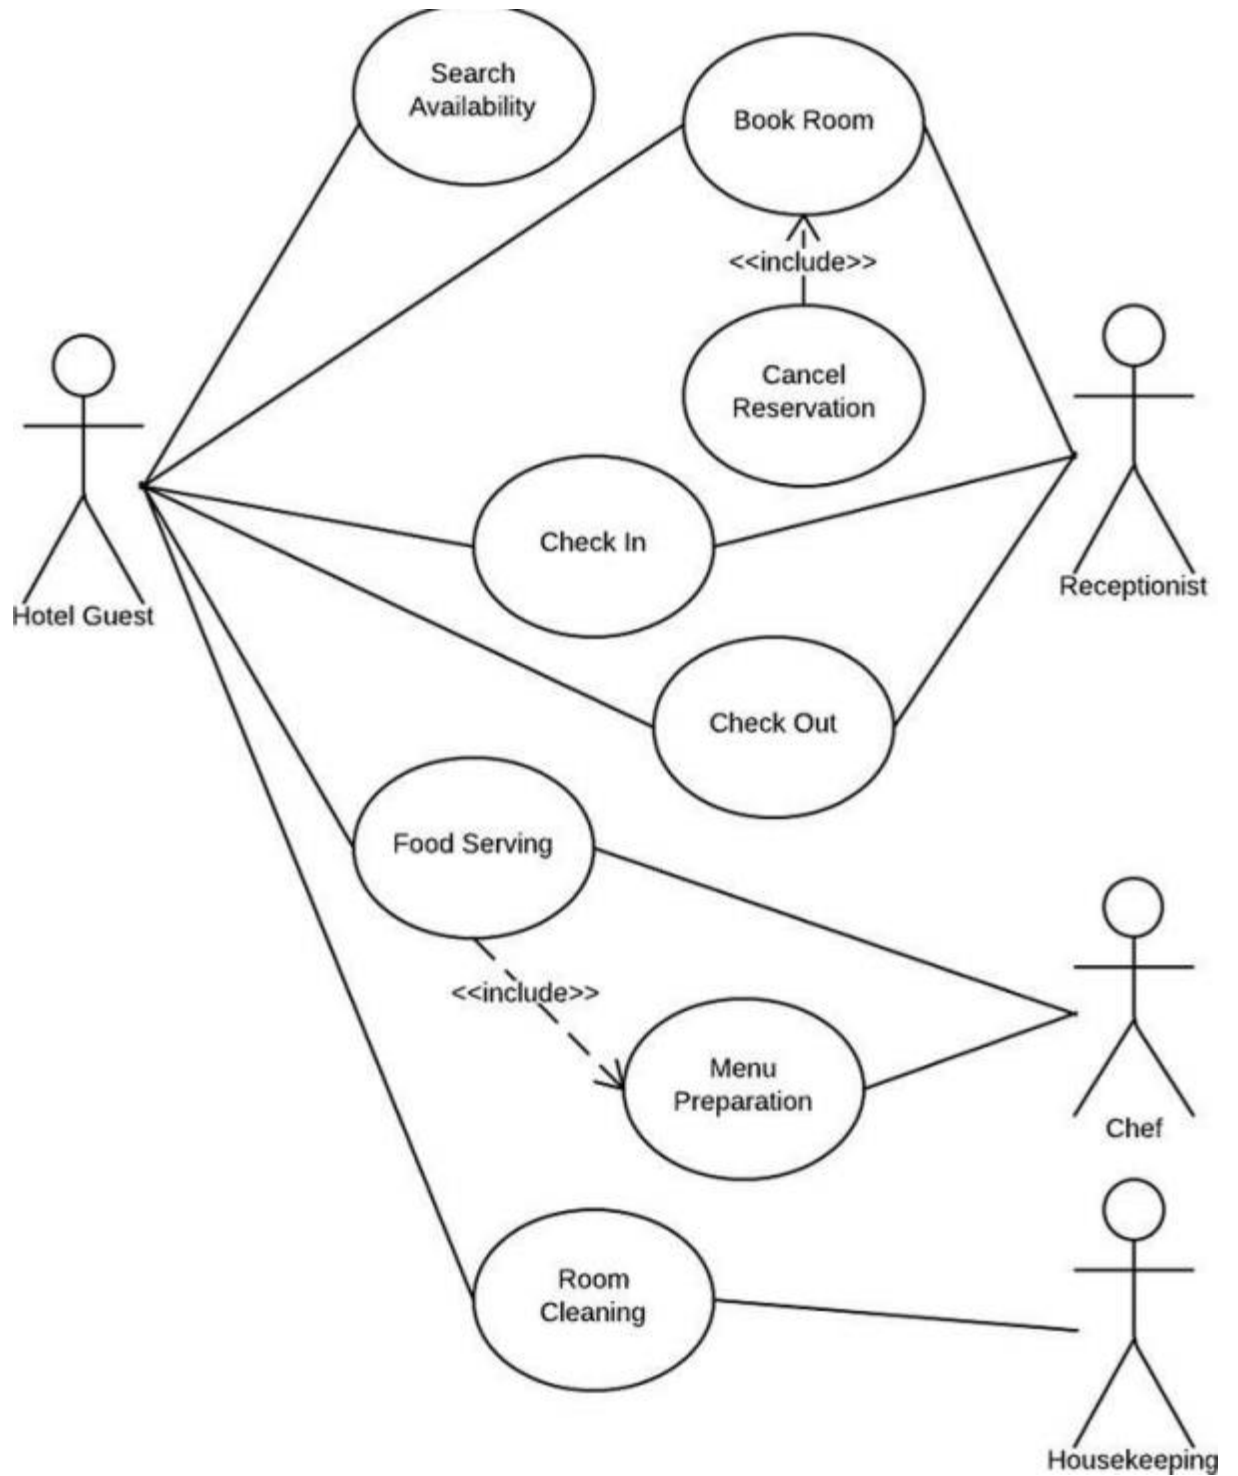 Search
Availability
Book Room
<<include>>
Cancel
Reservation
Check In
Hotel Guest
Receptionist
Check Out
Food Serving
<<include>>
Menu
Preparation
Chef
Room
Cleaning
Housekeeping